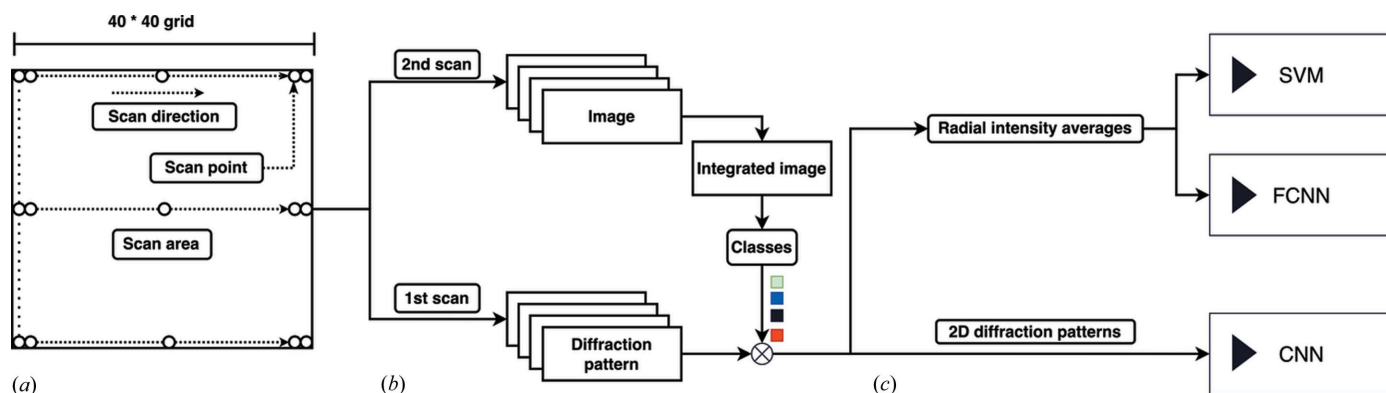 40 * 40 grid
Scan direction
Scan point
Scan area
(a)
2nd scan
Image
Integrated image
Classes
1st scan
Diffraction
pattern
(b)
Radial intensity averages
SVM
FCNN
2D diffraction patterns
CNN
(c)